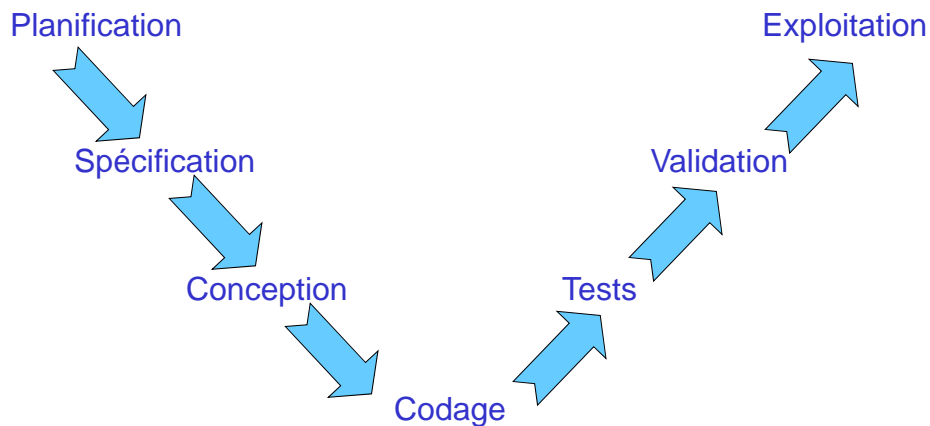 Planification
Exploitation
Spécification
Validation
Conception
Tests
Codage